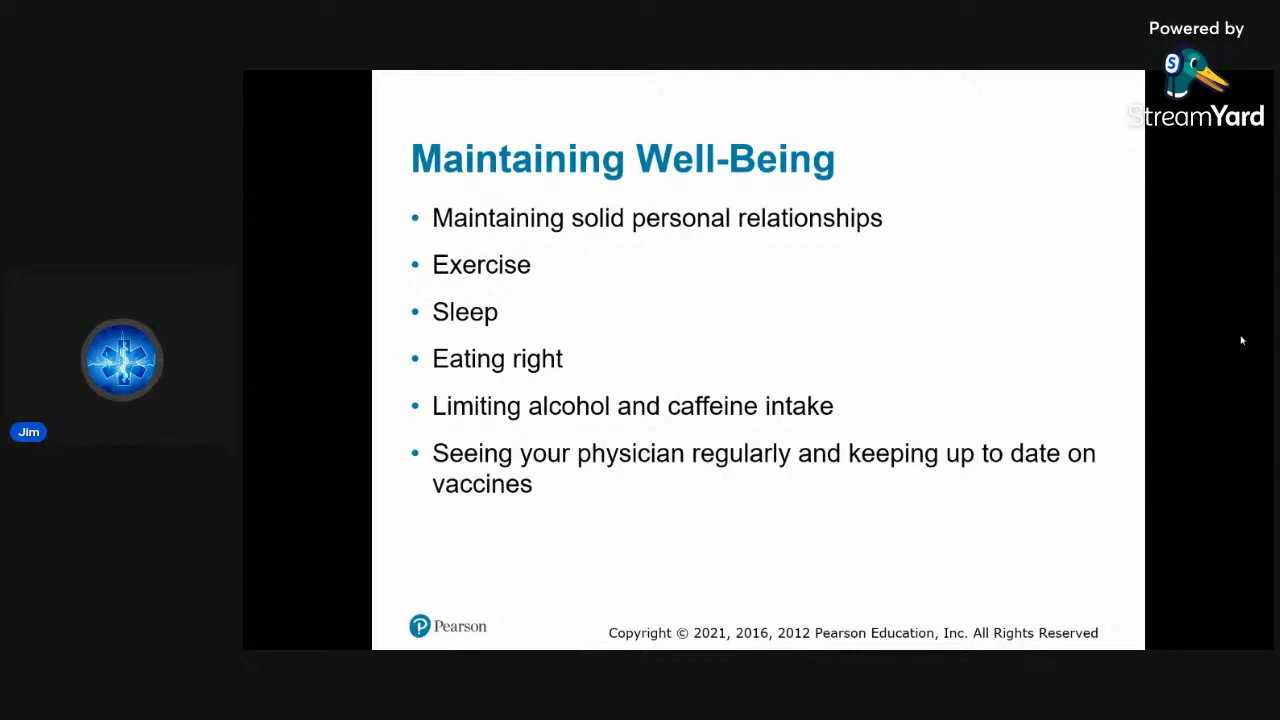 Powered by
StreamYard
Maintaining Well-Being
• Maintaining solid personal relationships
• Exercise
• Sleep
• Eating right
• Limiting alcohol and caffeine intake
• Seeing your physician regularly and keeping up to date on
vaccines
Jim
Pearson
Copyright © 2021, 2016, 2012 Pearson Education, Inc. All Rights Reserved